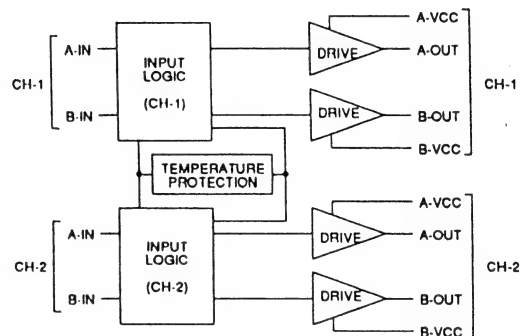 A-VCC
A-IN
INPUT
LOGIC
(CH-1)
DRIVE
A-OUT
CH-1
CH-1
B-IN
DRIVE
B-OUT
B-VCC
TEMPERATURE
PROTECTION
A-VCC
A-IN
INPUT
LOGIC
(CH-2)
DRIVE
A-OUT
CH-2
CH-2
B-IN
DRIVE
B-OUT
B-VCC